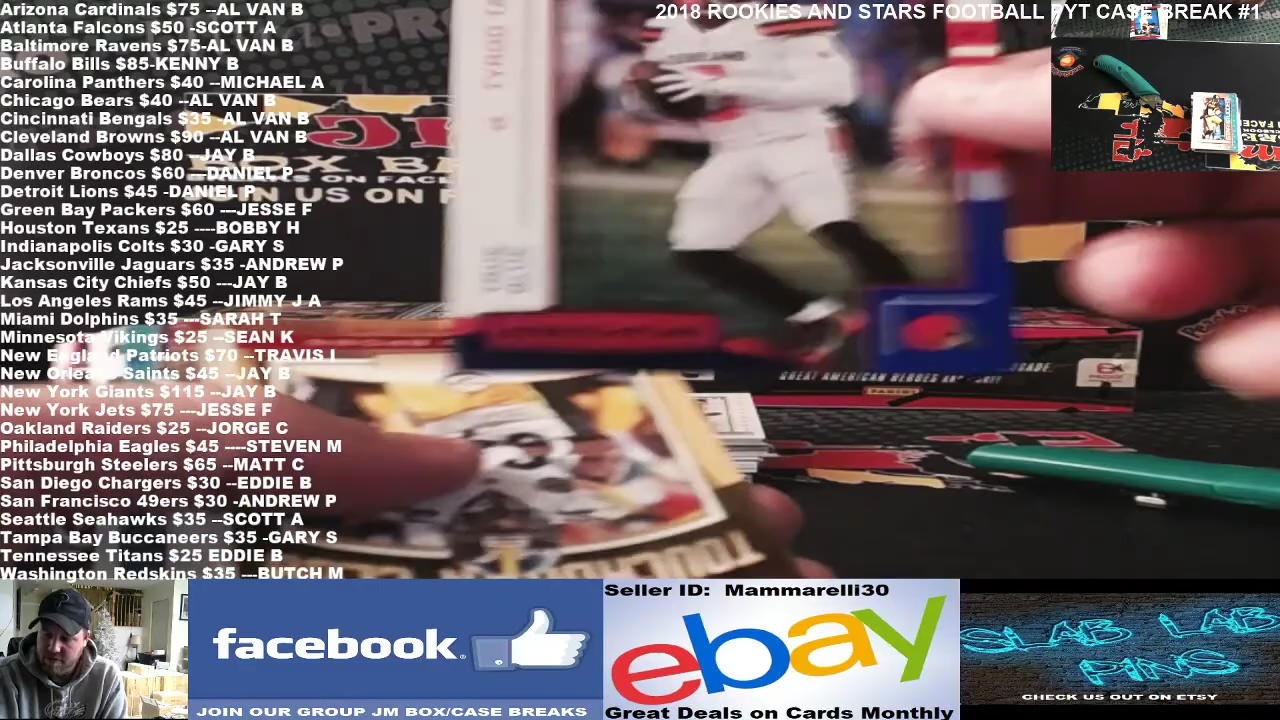 Arizona Cardinals $75 --AL VAN B
Atlanta Falcons $50 -SCOTT A
Baltimore Ravens $75-AL VAN B
Buffalo Bills $85-KENNY B
Carolina Panthers $40 --MICHAEL A
Chicago Bears $40 --AL VAN B
Cincinnati Bengals $35 -AL VAN B
Cleveland Browns $90 --AL VAN B
Dallas Cowboys $80 --JAY B
Denver Broncos $60 ---DANIEL P
Detroit Lions $45 -DANIEL P
Green Bay Packers $60 ---JESSE F
Houston Texans $25 ----BOBBY H
Indianapolis Colts $30 -GARY S
Jacksonville Jaguars $35 -ANDREW P
Kansas City Chiefs $50 ---JAY B
Los Angeles Rams $45 --JIMMY J A
Miami Dolphins $35 ---SARAH T
Minnesota Vikings $25 --SEAN K
New England Patriots $70 --TRAVIS L
New Orleans Saints $45 --JAY B
New York Giants $115 --JAY B
New York Jets $75 ---JESSE F
Oakland Raiders $25 --JORGE C
Philadelphia Eagles $45 ----STEVEN M
Pittsburgh Steelers $65 --MATT C
San Diego Chargers $30 --EDDIE B
San Francisco 49ers $30 -ANDREW P
Seattle Seahawks $35 --SCOTT A
Tampa Bay Buccaneers $35 -GARY S
Tennessee Titans $25 EDDIE B
Washington Redskins $35 ---BUTCH M
2018 ROOKIES AND STARS FOOTBALL PYT CASE BREAK #1
GREAT AMERICAN HEROES
PANINI
facebook
JOIN OUR GROUP JM BOX/CASE BREAKS
Seller ID: Mammarelli30
ebay
Great Deals on Cards Monthly
SLAB LAB
PINS
CHECK US OUT ON ETSY